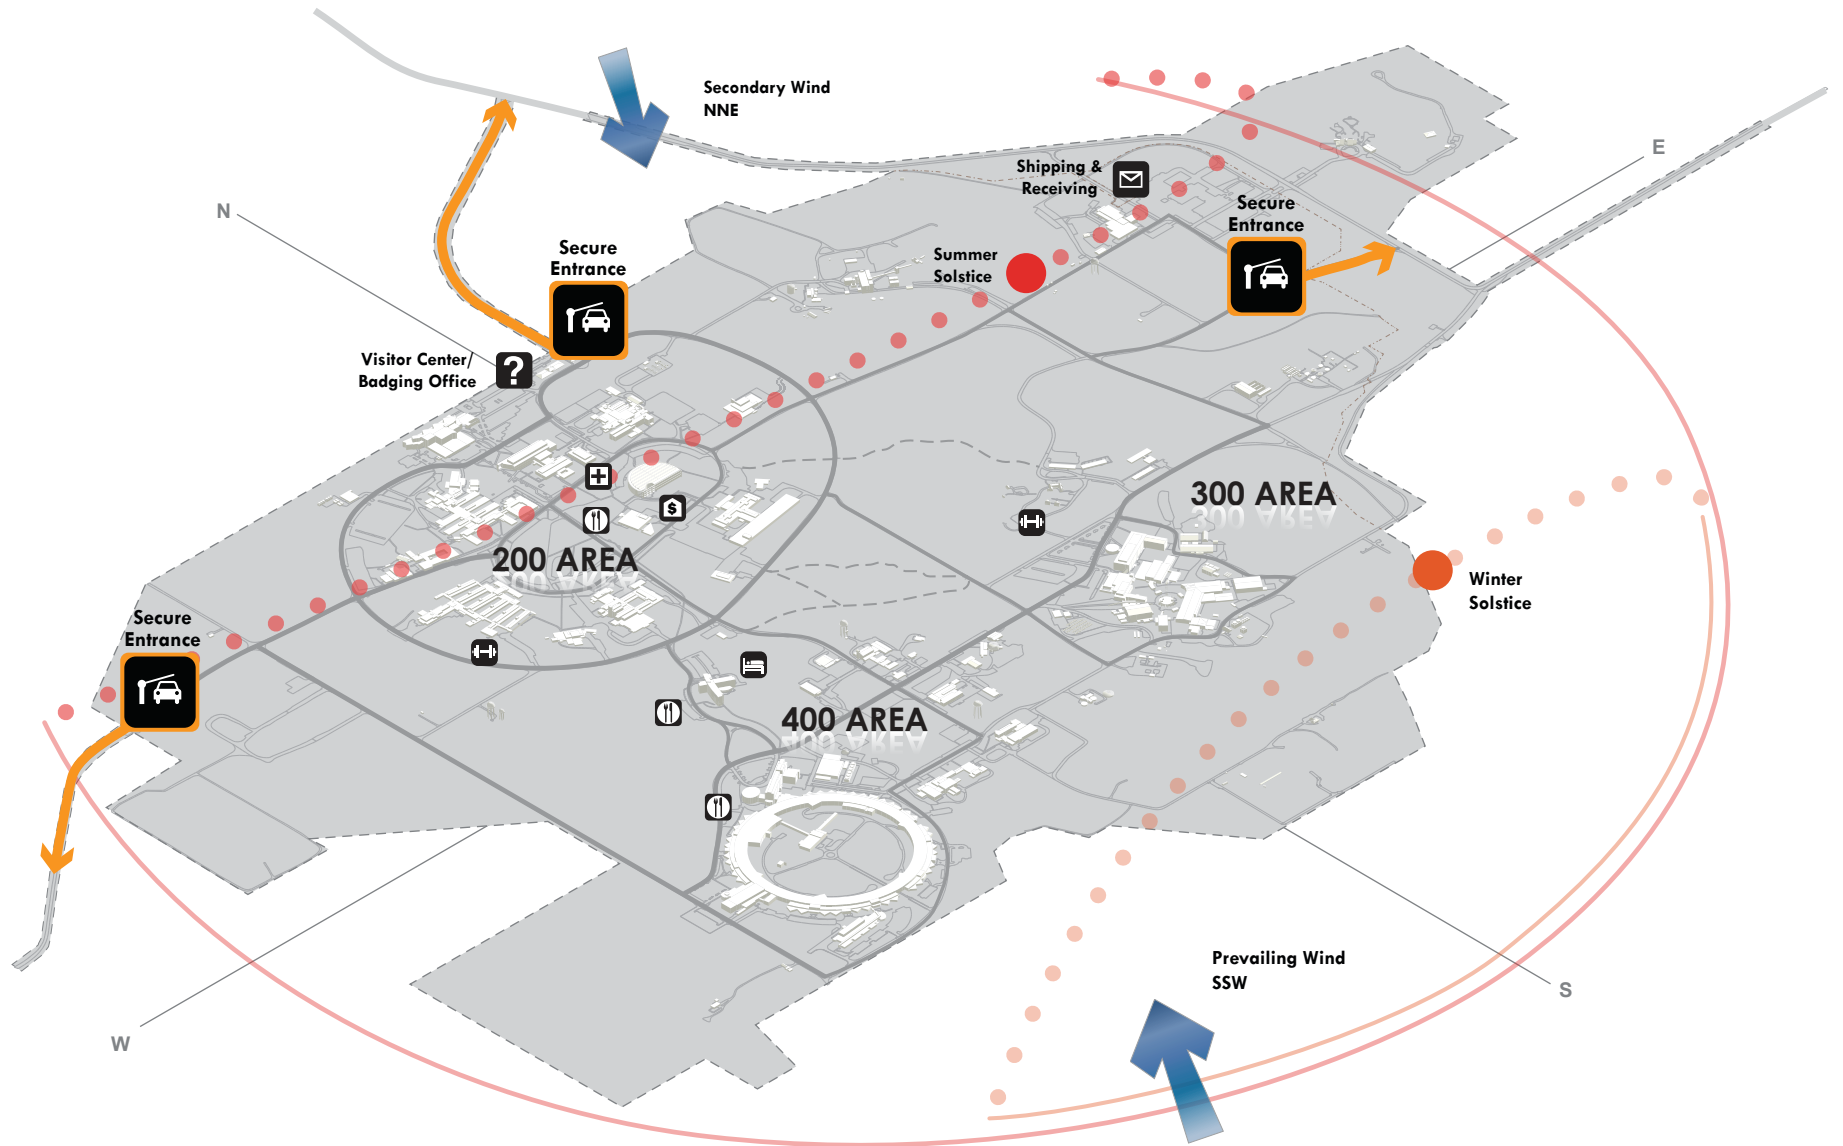 Secondary Wind
NNE
E
Shipping &
Receiving
N
Secure
Entrance
Secure
Entrance
Summer
Solstice
Visitor Center/
Badging Office
?
$
300 AREA
200 AREA
Winter
Solstice
Secure
Entrance
400 AREA
Prevailing Wind
SSW
S
W